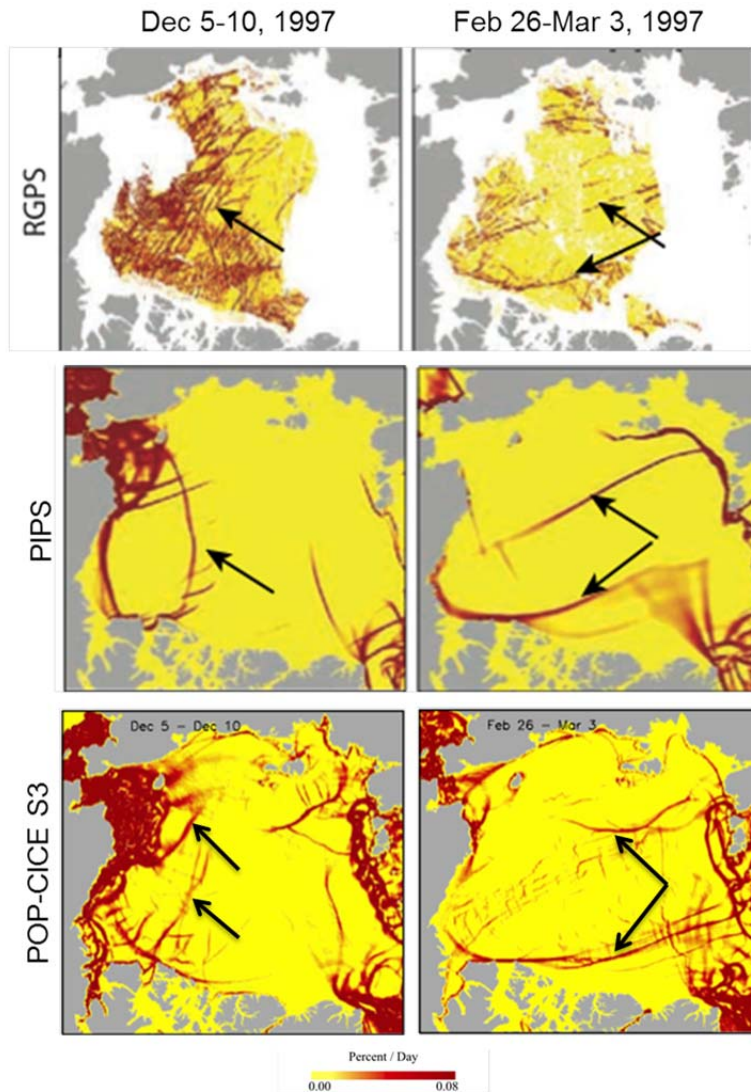 Dec 5-10, 1997
Feb 26-Mar 3, 1997
RGPS
PIPS
POP-CICE S3
Dec 5 - Dec 10
Feb 26 - Mar 3
Percent / Day
0.00
0.08